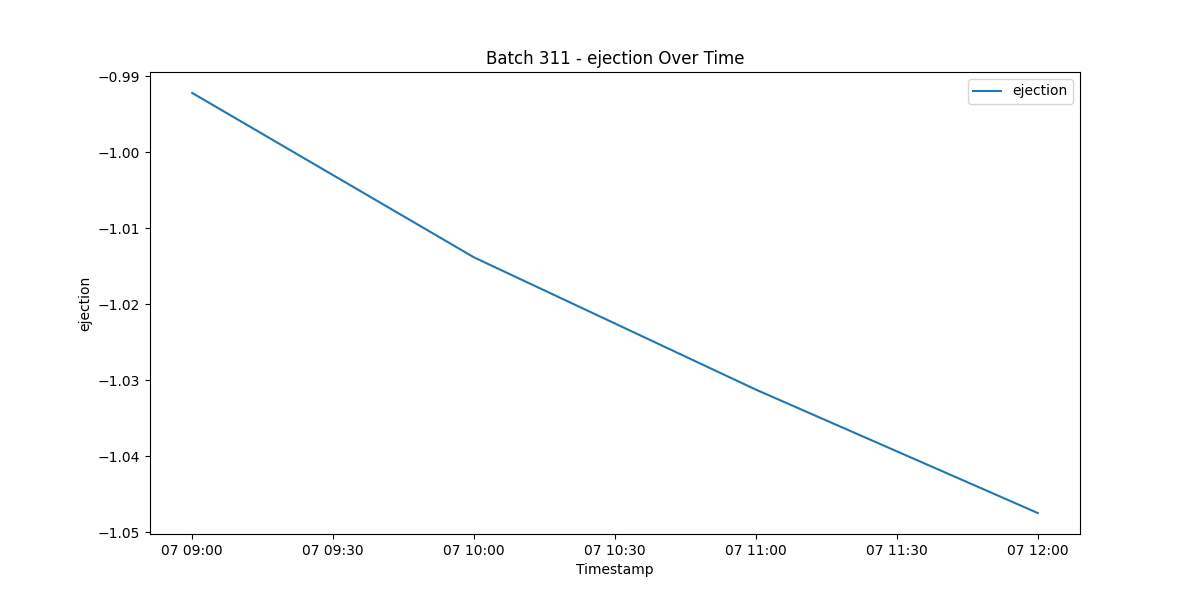 Batch 311 - ejection Over Time
ejection
−0.99
−1.00
−1.01
−1.02
−1.03
−1.04
−1.05
ejection
07 09:00 07 09:30 07 10:00 07 10:30 07 11:00 07 11:30 07 12:00
Timestamp